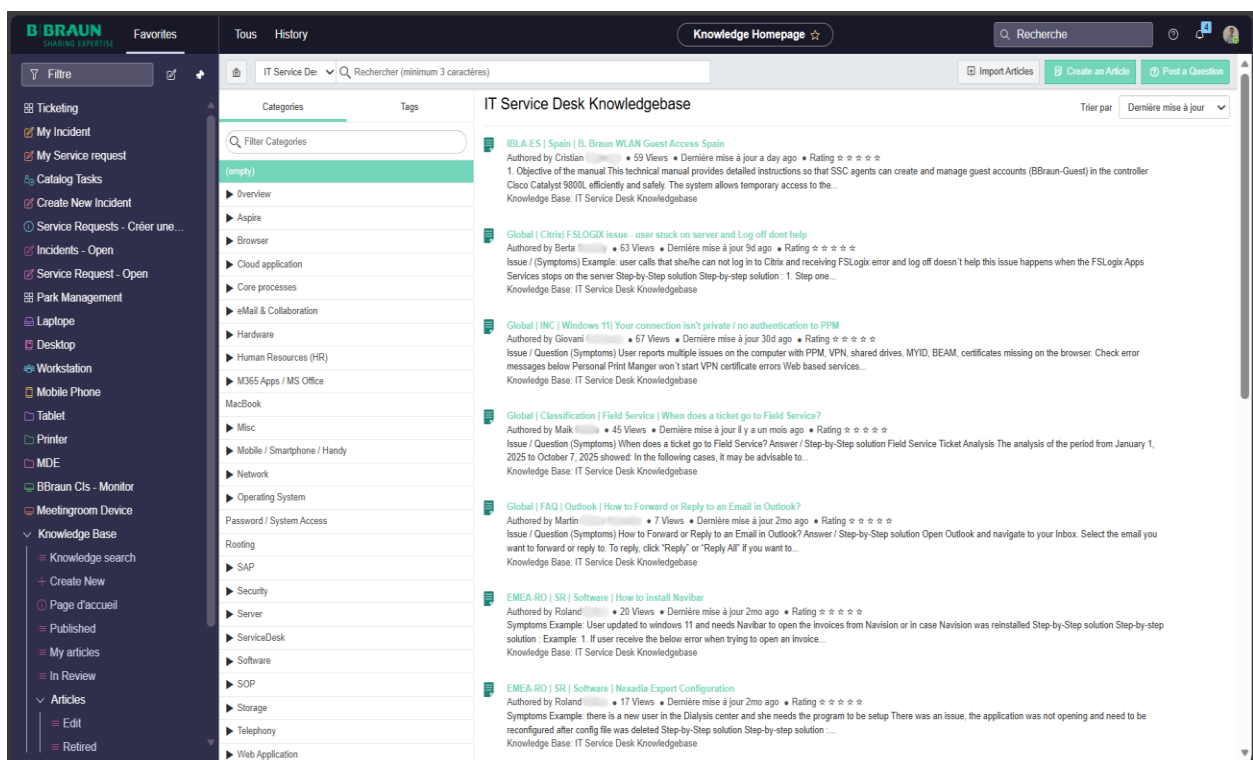 B BRAUN
SHARING EXPERTISE
Favorites
Tous
History
Knowledge Homepage ☆
Recherche
4
Filtre
Ticketing
My Incident
My Service request
Catalog Tasks
Create New Incident
Service Requests - Créer une...
Incidents - Open
Service Request - Open
Park Management
Laptope
Desktop
Workstation
Mobile Phone
Tablet
Printer
MDE
BBraun CIs - Monitor
Meetingroom Device
Knowledge Base
Knowledge search
Create New
Page d'accueil
Published
My articles
In Review
Articles
Edit
Retired
IT Service De
Rechercher (minimum 3 caractères)
Import Articles
Create an Article
Post a Question
Categories
Tags
Filter Categories
(empty)
0verview
Aspire
Browser
Cloud application
Core processes
eMail & Collaboration
Hardware
Human Resources (HR)
M365 Apps / MS Office
MacBook
Misc
Mobile / Smartphone / Handy
Network
Operating System
Password / System Access
Rooting
SAP
Security
Server
ServiceDesk
Software
SOP
Storage
Telephony
Web Application
IT Service Desk Knowledgebase
Trier par
Dernière mise à jour
IBLA-ES | Spain | B. Braun WLAN Guest Access Spain
Authored by Cristian ● 59 Views ● Dernière mise à jour a day ago ● Rating ☆ ☆ ☆ ☆ ☆
1. Objective of the manual This technical manual provides detailed instructions so that SSC agents can create and manage guest accounts (BBraun-Guest) in the controller
Cisco Catalyst 9800L efficiently and safely. The system allows temporary access to the...
Knowledge Base: IT Service Desk Knowledgebase
Global | Citrix| FSLOGIX issue - user stuck on server and Log off dont help
Authored by Berta ● 63 Views ● Dernière mise à jour 9d ago ● Rating ☆ ☆ ☆ ☆ ☆
Issue / (Symptoms) Example: user calls that she/he can not log in to Citrix and receiving FSLogix error and log off doesn´t help this issue happens when the FSLogix Apps
Services stops on the server Step-by-Step solution Step-by-step solution : 1. Step one...
Knowledge Base: IT Service Desk Knowledgebase
Global | INC | Windows 11| Your connection isn't private / no authentication to PPM
Authored by Giovani ● 67 Views ● Dernière mise à jour 30d ago ● Rating ☆ ☆ ☆ ☆ ☆
Issue / Question (Symptoms) User reports multiple issues on the computer with PPM, VPN, shared drives, MYID, BEAM, certificates missing on the browser. Check error
messages below Personal Print Manger won´t start VPN certificate errors Web based services...
Knowledge Base: IT Service Desk Knowledgebase
Global | Classification | Field Service | When does a ticket go to Field Service?
Authored by Maik ● 45 Views ● Dernière mise à jour il y a un mois ago ● Rating ☆ ☆ ☆ ☆ ☆
Issue / Question (Symptoms) When does a ticket go to Field Service? Answer / Step-by-Step solution Field Service Ticket Analysis The analysis of the period from January 1,
2025 to October 7, 2025 showed: In the following cases, it may be advisable to...
Knowledge Base: IT Service Desk Knowledgebase
Global | FAQ | Outlook | How to Forward or Reply to an Email in Outlook?
Authored by Martin ● 7 Views ● Dernière mise à jour 2mo ago ● Rating ☆ ☆ ☆ ☆ ☆
Issue / Question (Symptoms) How to Forward or Reply to an Email in Outlook? Answer / Step-by-Step solution Open Outlook and navigate to your Inbox. Select the email you
want to forward or reply to. To reply, click "Reply" or "Reply All" if you want to...
Knowledge Base: IT Service Desk Knowledgebase
EMEA-RO | SR | Software | How to install Navibar
Authored by Roland ● 20 Views ● Dernière mise à jour 2mo ago ● Rating ☆ ☆ ☆ ☆ ☆
Symptoms Example: User updated to windows 11 and needs Navibar to open the invoices from Navision or in case Navision was reinstalled Step-by-Step solution Step-by-step
solution : Example: 1. If user receive the below error when trying to open an invoice...
Knowledge Base: IT Service Desk Knowledgebase
EMEA-RO | SR | Software | Nexadia Expert Configuration
Authored by Roland ● 17 Views ● Dernière mise à jour 2mo ago ● Rating ☆ ☆ ☆ ☆ ☆
Symptoms Example: there is a new user in the Dialysis center and she needs the program to be setup There was an issue, the application was not opening and need to be
reconfigured after config file was deleted Step-by-Step solution Step-by-step solution :...
Knowledge Base: IT Service Desk Knowledgebase